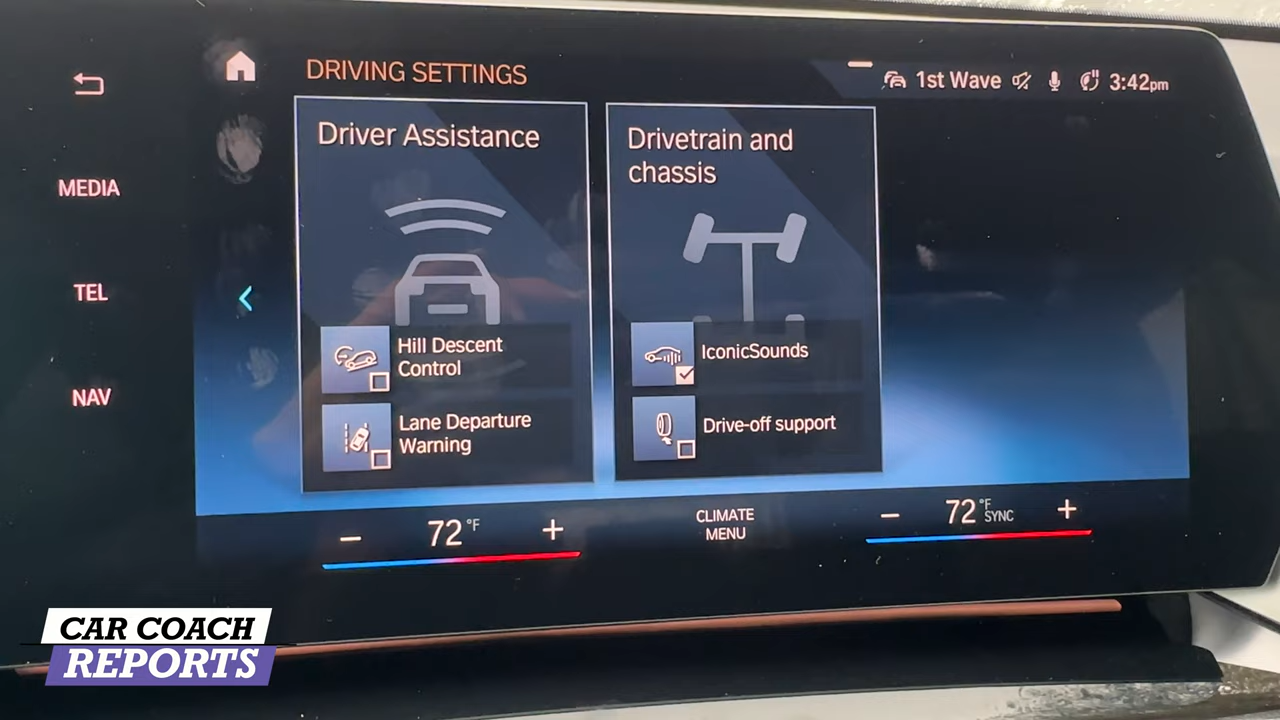 DRIVING SETTINGS
1st Wave
3:42pm
MEDIA
TEL
NAV
Driver Assistance
Hill Descent
Control
Lane Departure
Warning
Drivetrain and
chassis
IconicSounds
Drive-off support
− 72 °F +
CLIMATE
MENU
− 72 °F SYNC +
CAR COACH
REPORTS